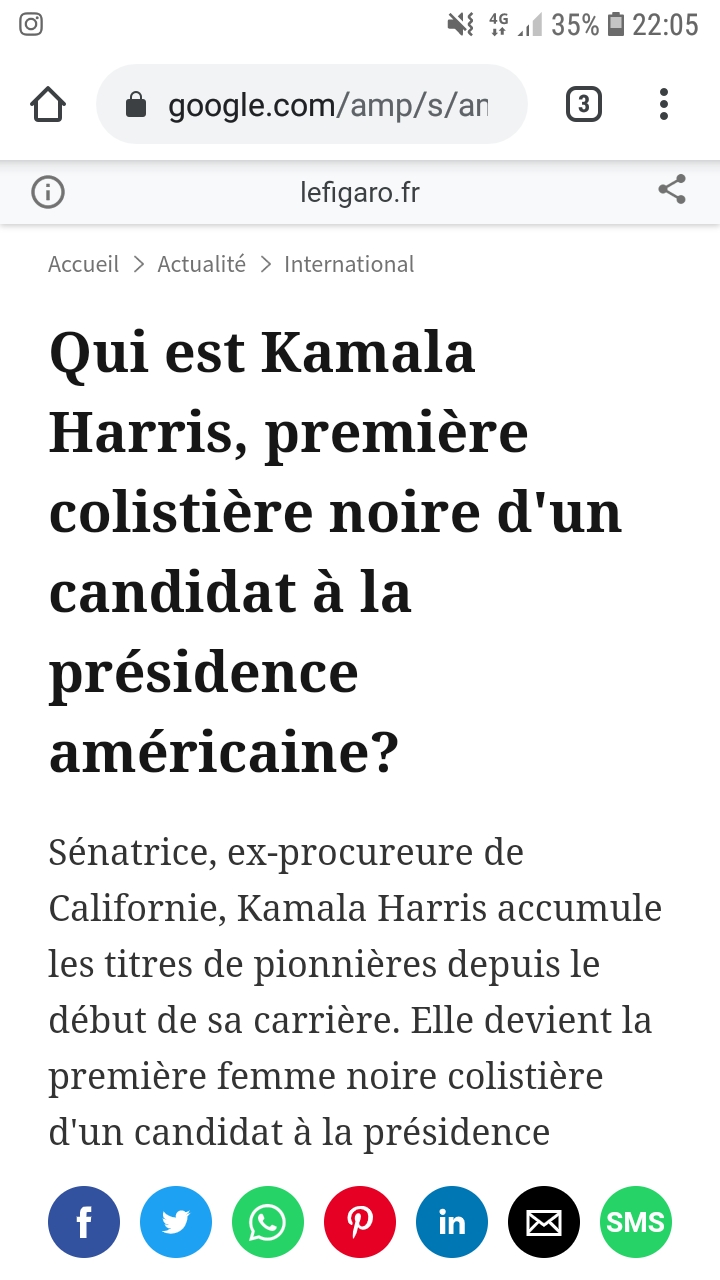 4G 35% 22:05
google.com/amp/s/an
3
lefigaro.fr
Accueil > Actualité > International
Qui est Kamala
Harris, première
colistière noire d'un
candidat à la
présidence
américaine?
Sénatrice, ex-procureure de
Californie, Kamala Harris accumule
les titres de pionnières depuis le
début de sa carrière. Elle devient la
première femme noire colistière
d'un candidat à la présidence
f in SMS